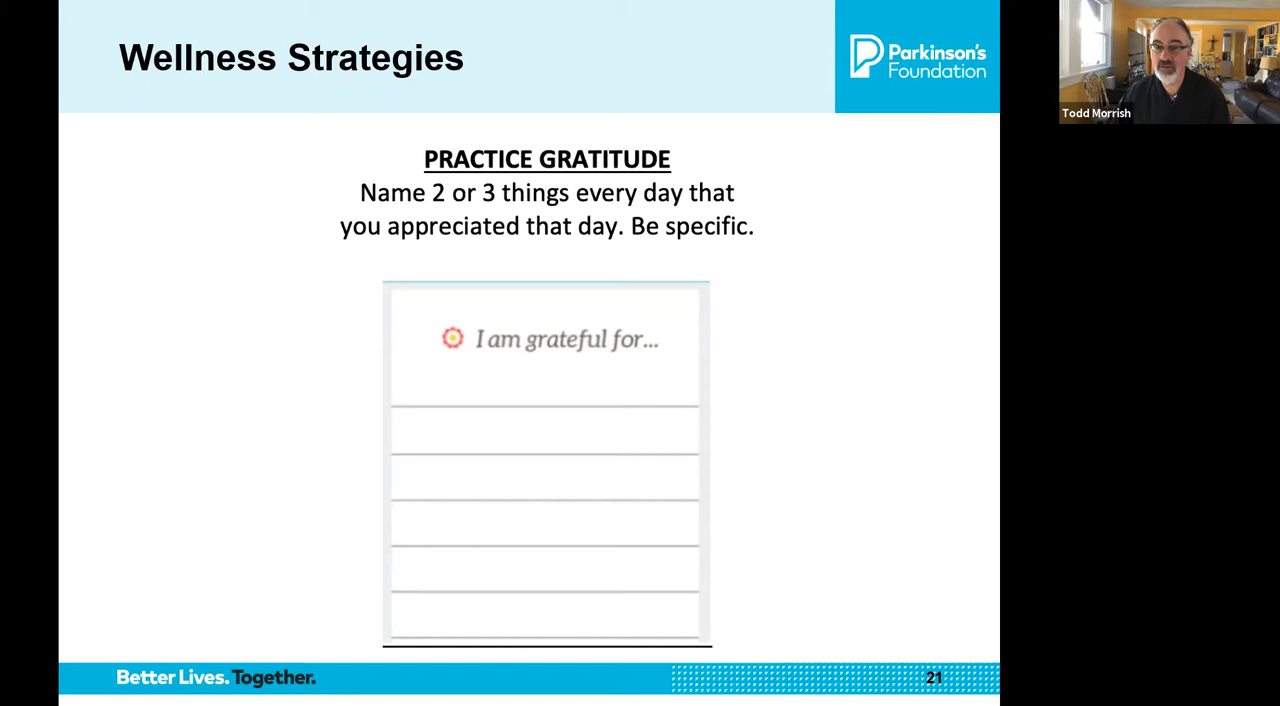 Wellness Strategies
Parkinson's
Foundation
Todd Morrish
PRACTICE GRATITUDE
Name 2 or 3 things every day that
you appreciated that day. Be specific.
I am grateful for...
Better Lives. Together.
21